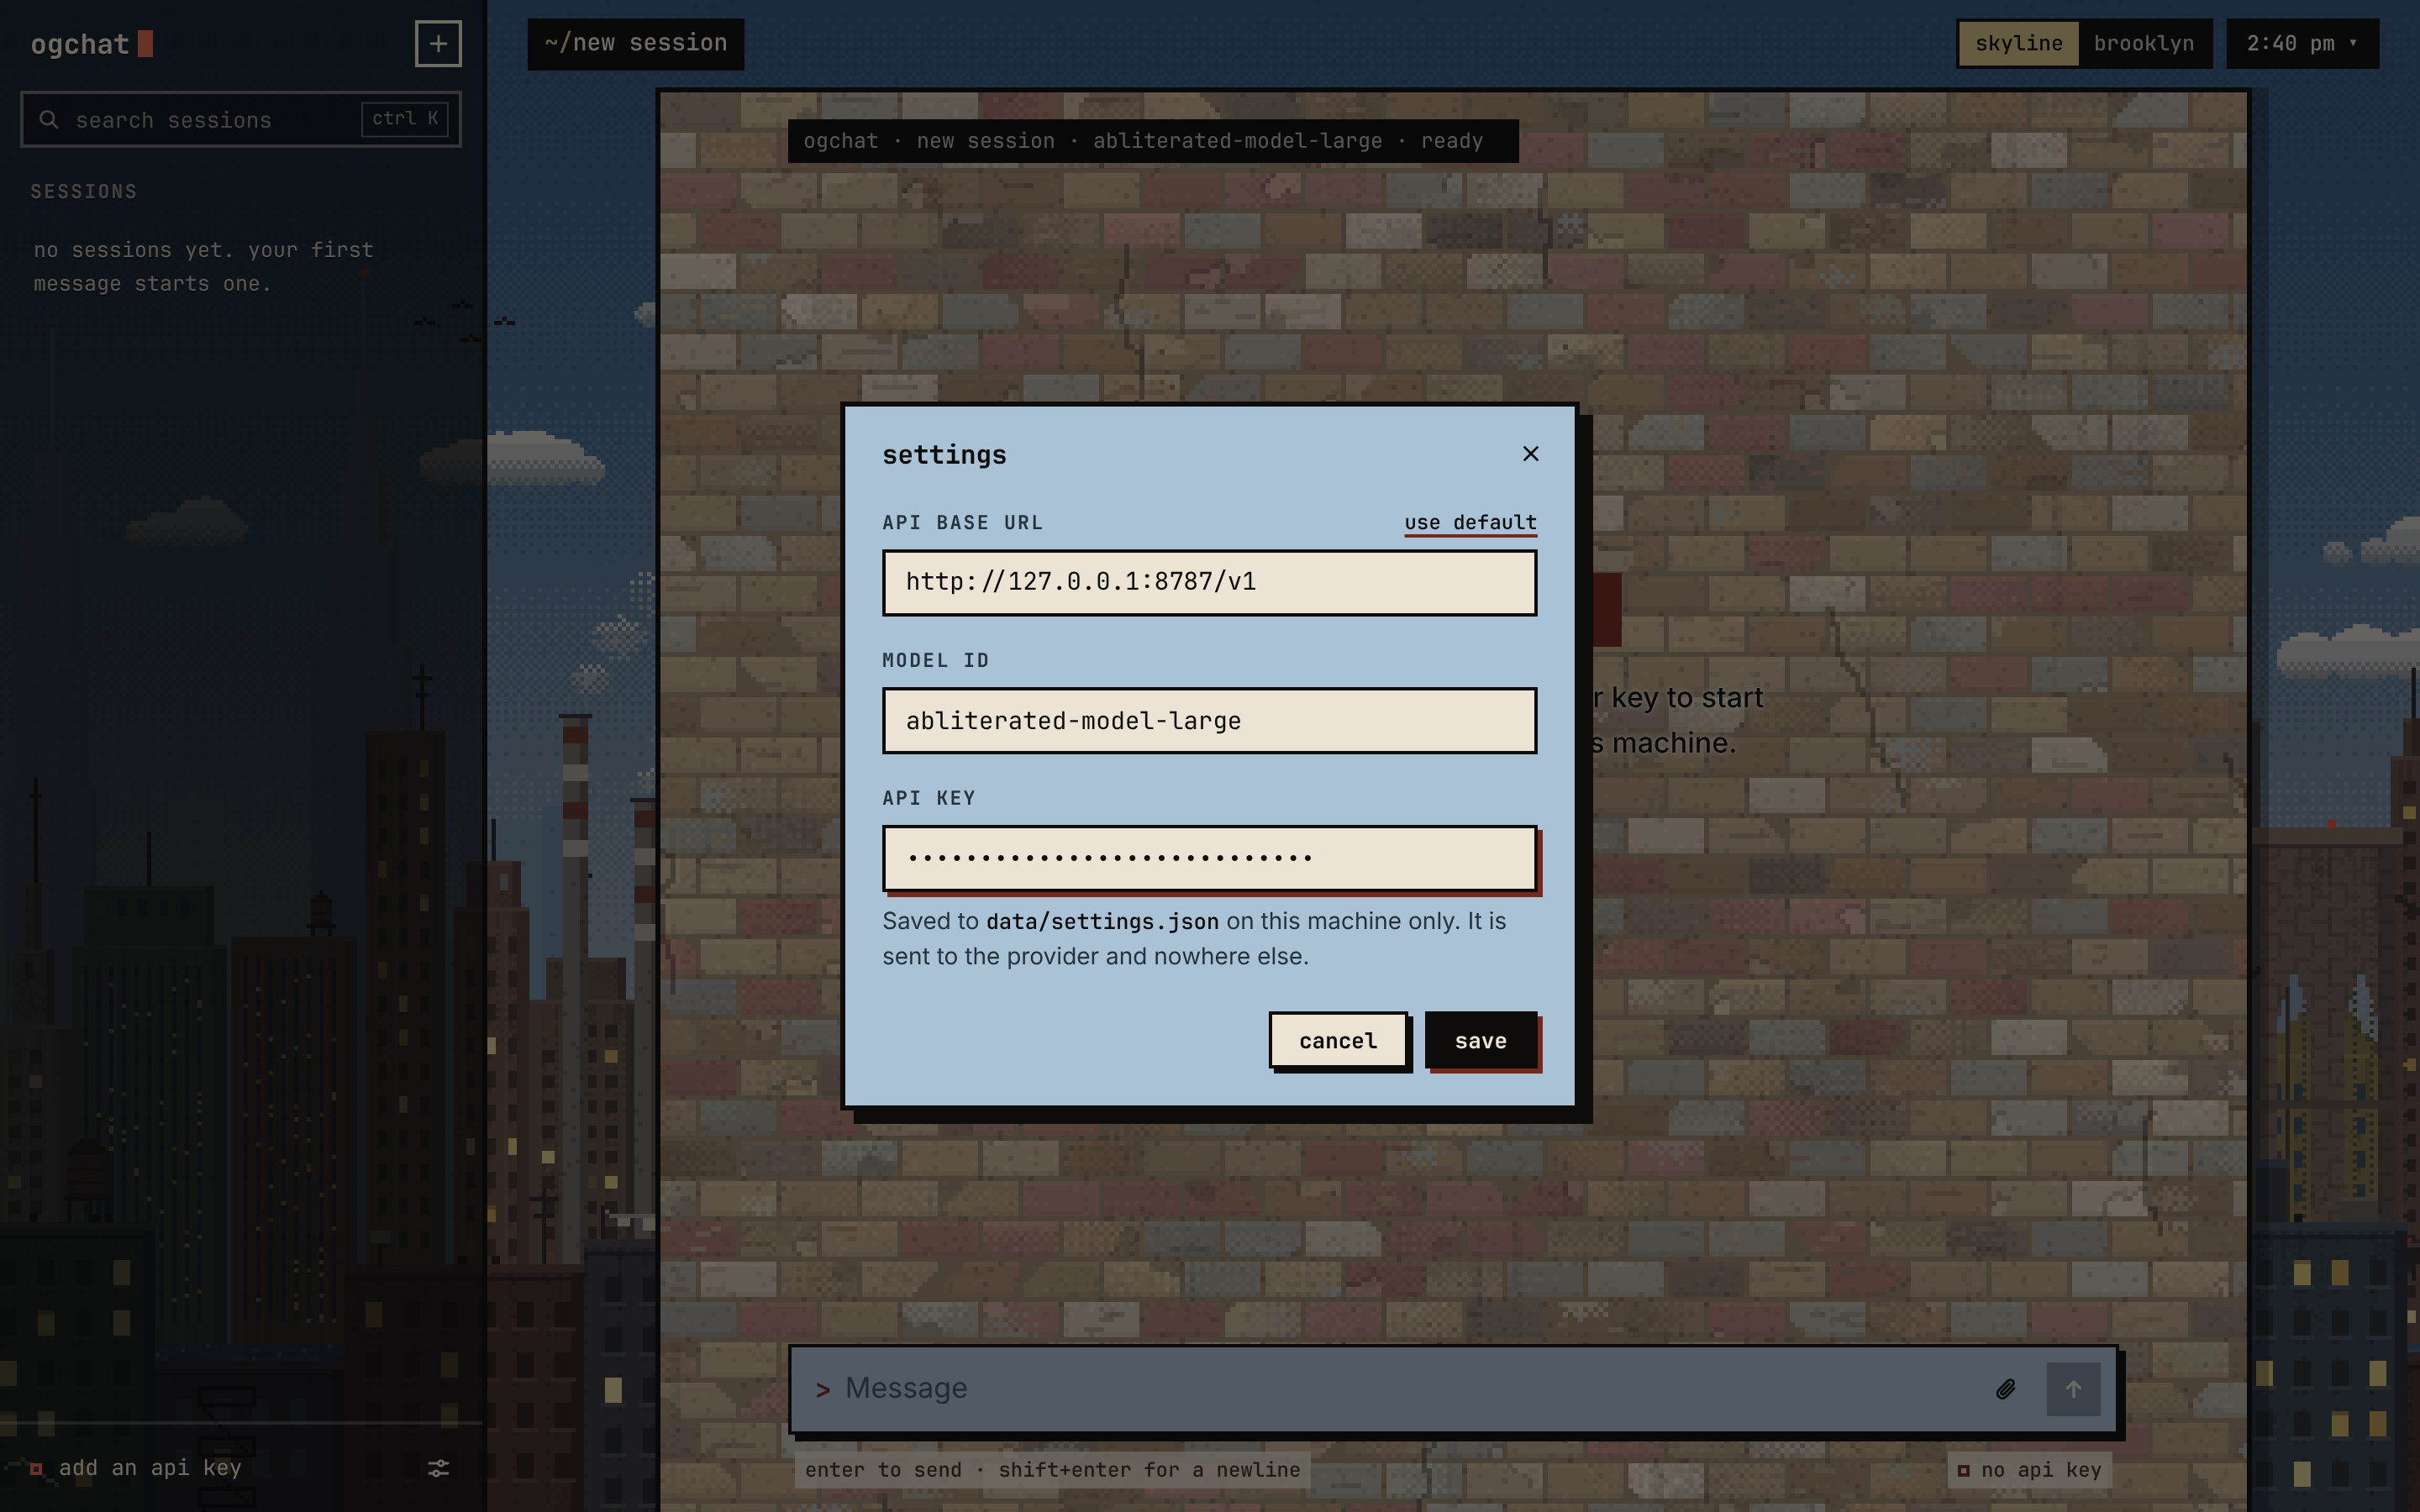 ogchat
+
~/new session
skyline
brooklyn
2:40 pm ▾
search sessions
ctrl K
ogchat · new session · abliterated-model-large · ready
SESSIONS
no sessions yet. your first
message starts one.
settings
×
API BASE URL
use default
http://127.0.0.1:8787/v1
MODEL ID
abliterated-model-large
key to start
machine.
API KEY
••••••••••••••••••••••••••••
Saved to data/settings.json on this machine only. It is
sent to the provider and nowhere else.
cancel
save
> Message
add an api key
enter to send · shift+enter for a newline
no api key